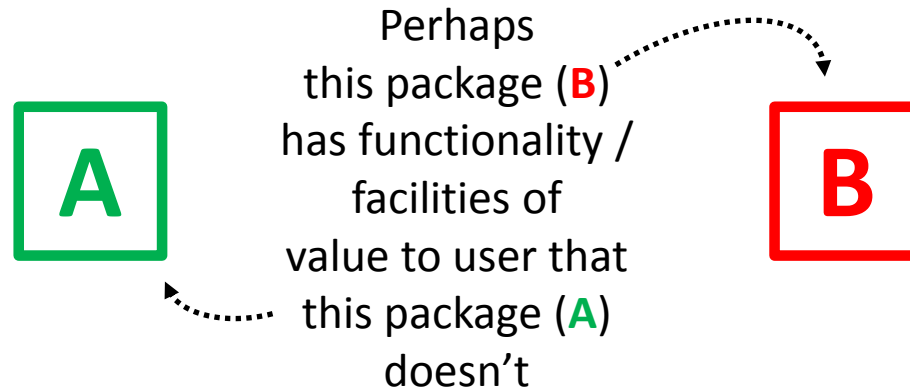 Perhaps
this package (B)
has functionality /
facilities of
value to user that
this package (A)
doesn't
A
B